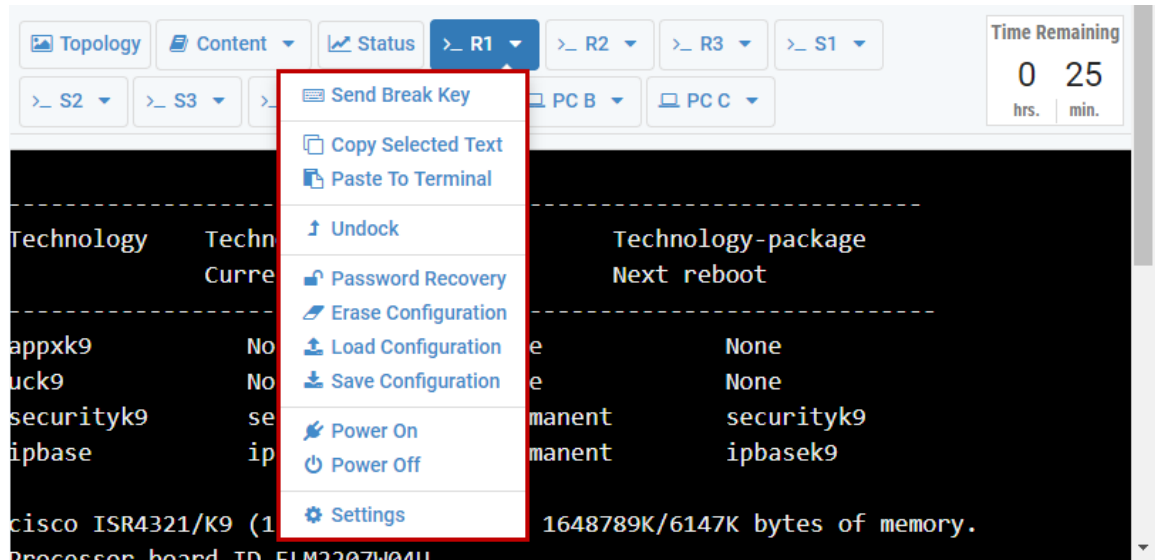 Topology Content Status >_ R1 >_ R2 >_ R3 >_ S1
Time Remaining
0 25
hrs. min.
>_ S2 >_ S3 >_ PC B PC C
Send Break Key
Copy Selected Text
Paste To Terminal
Undock
Password Recovery
Erase Configuration
Load Configuration
Save Configuration
Power On
Power Off
Settings
------------------------------------------------------------
Technology Techn Technology-package
Curre Next reboot
------------------------------------------------------------
appxk9 No e None
uck9 No e None
securityk9 se manent securityk9
ipbase ip manent ipbasek9
cisco ISR4321/K9 (1 1648789K/6147K bytes of memory.
Processor board ID